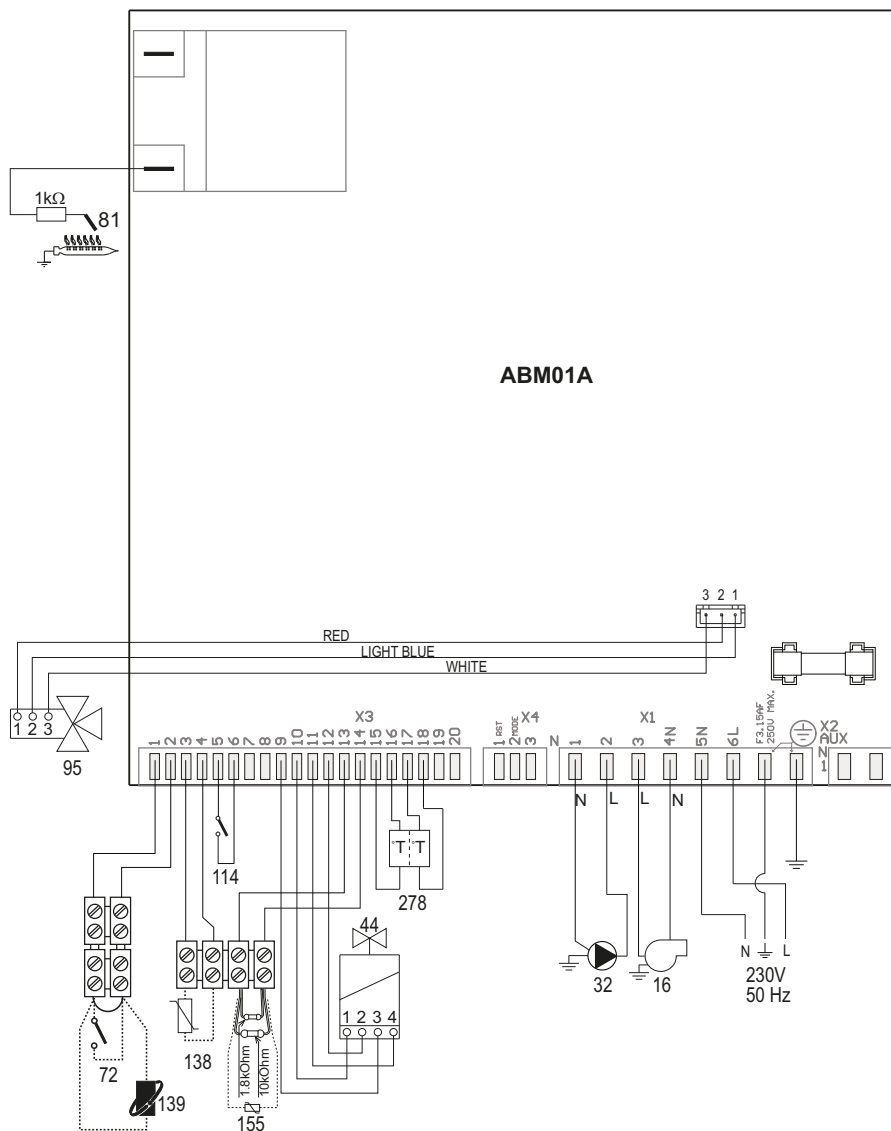 1kΩ
81
ABM01A
3 2 1
RED
LIGHT BLUE
WHITE
1 2 3
95
X3
1 2 3 4 5 6 7 8 9 10 11 12 13 14 15 16 17 18 19 20
X4
1 RST
2 MODE
3
N
X1
1 2 3 4N 5N 6L
F3.15AF
250V MAX.
X2
AUX
N
1
N L L N
114
°T °T
278
44
1 2 3 4
32
16
N L
230V
50 Hz
72
139
138
1.8kOhm
10kOhm
155